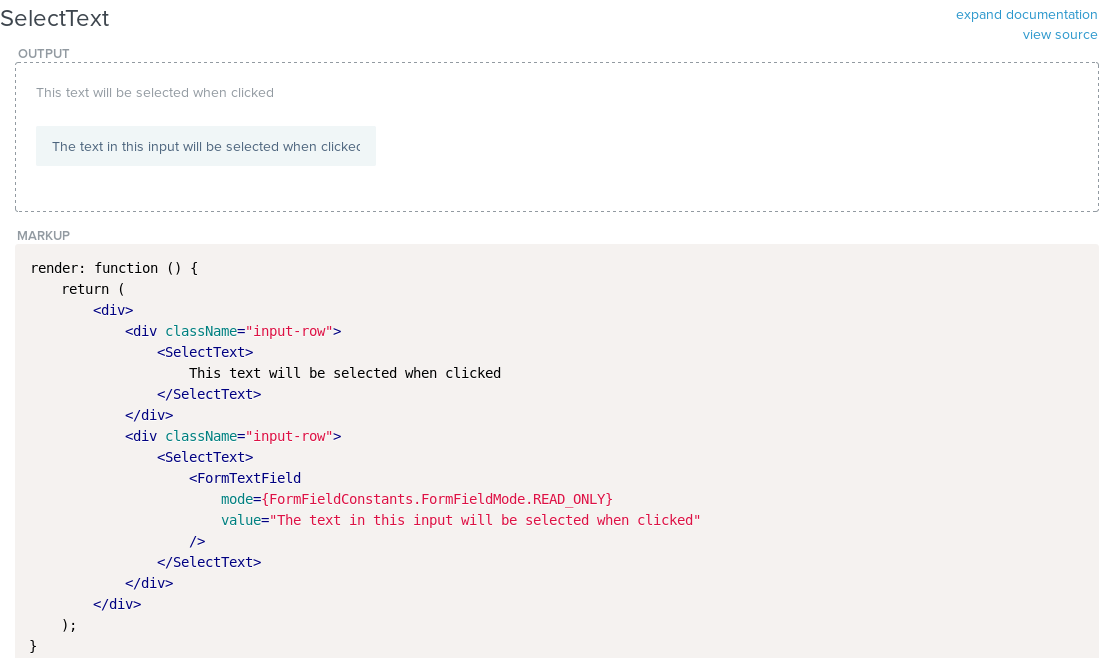 SelectText
expand documentation
view source
OUTPUT
This text will be selected when clicked
The text in this input will be selected when clicked
MARKUP
render: function () {
    return (
        <div>
            <div className="input-row">
                <SelectText>
                    This text will be selected when clicked
                </SelectText>
            </div>
            <div className="input-row">
                <SelectText>
                    <FormTextField
                        mode={FormFieldConstants.FormFieldMode.READ_ONLY}
                        value="The text in this input will be selected when clicked"
                    />
                </SelectText>
            </div>
        </div>
    );
}